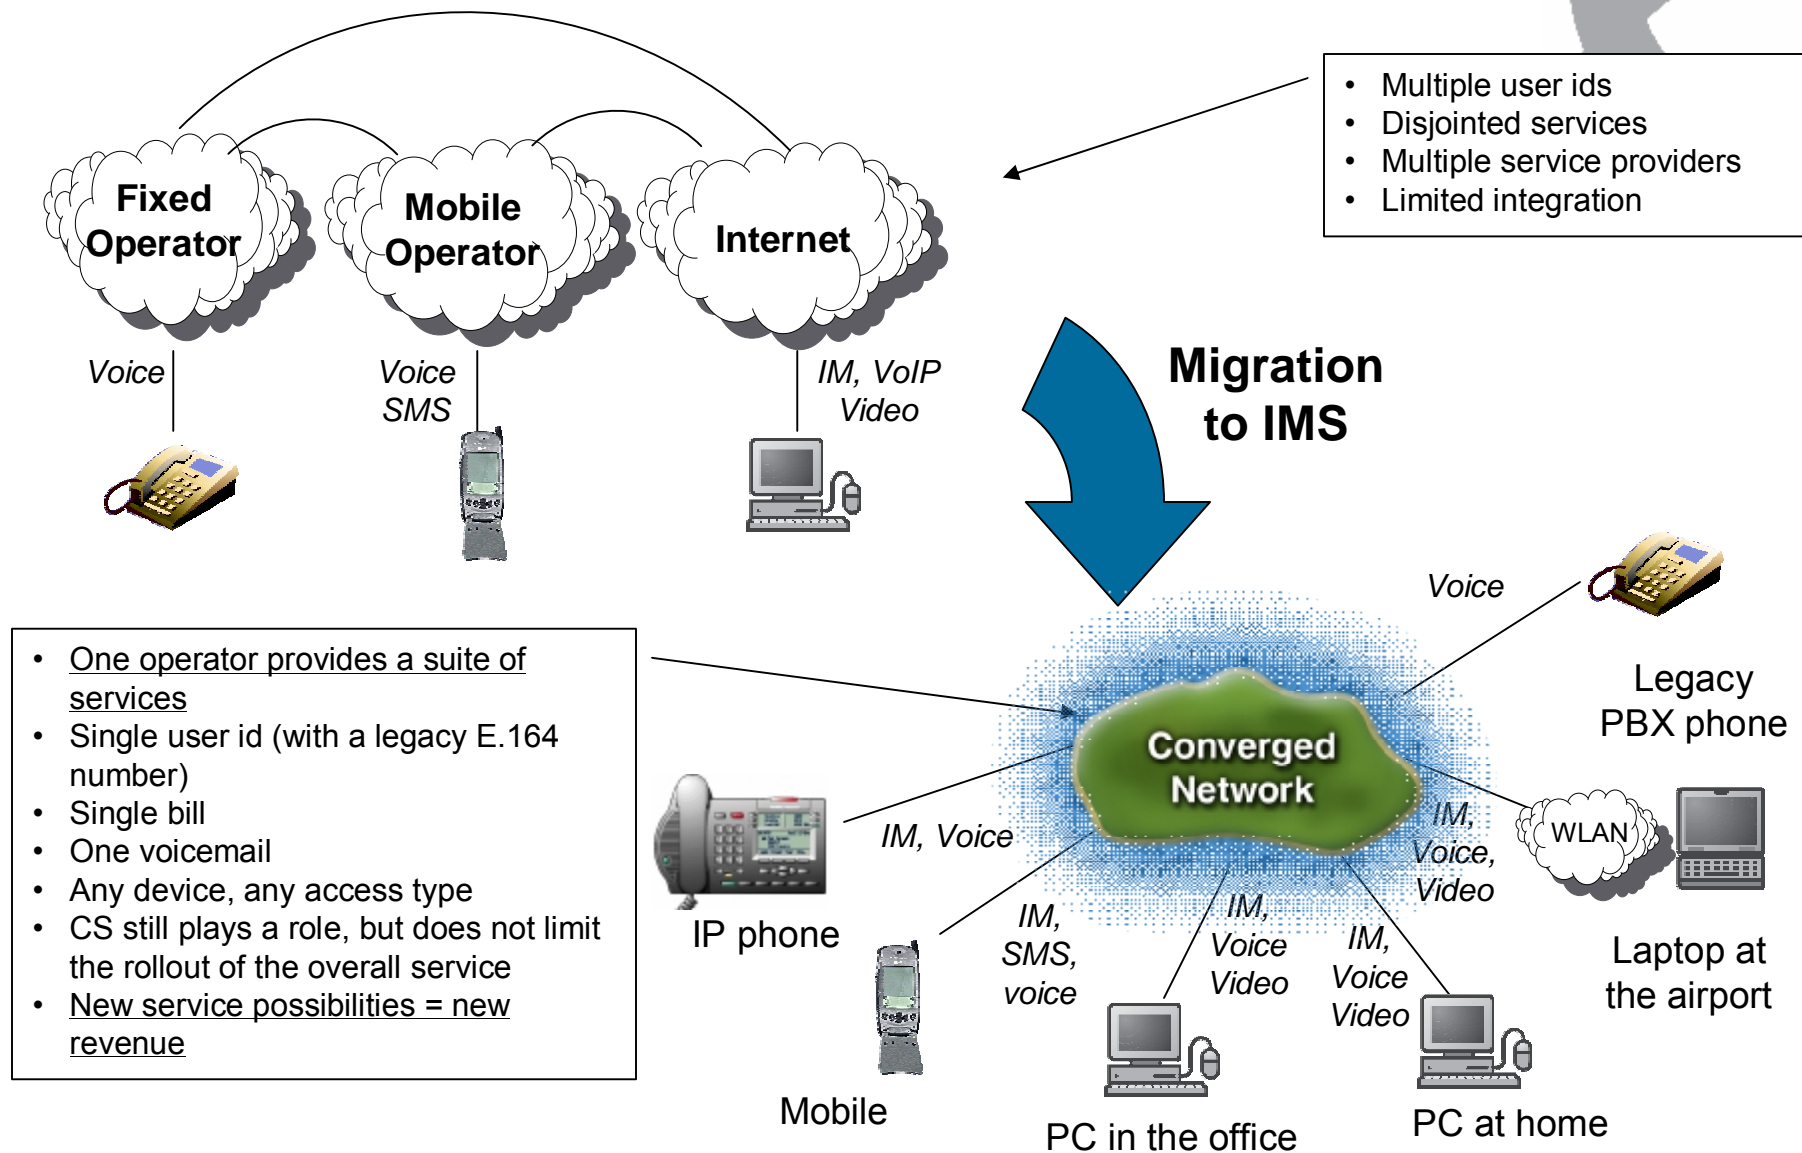 • Multiple user ids
• Disjointed services
• Multiple service providers
• Limited integration
Fixed
Operator
Mobile
Operator
Internet
Voice
Voice
SMS
IM, VoIP
Video
Migration
to IMS
• One operator provides a suite of
services
• Single user id (with a legacy E.164
number)
• Single bill
• One voicemail
• Any device, any access type
• CS still plays a role, but does not limit
the rollout of the overall service
• New service possibilities = new
revenue
Converged
Network
Voice
Legacy
PBX phone
IM,
Voice,
Video
WLAN
Laptop at
the airport
IM, Voice
IP phone
IM,
SMS,
voice
Mobile
IM,
Voice
Video
PC in the office
IM,
Voice
Video
PC at home